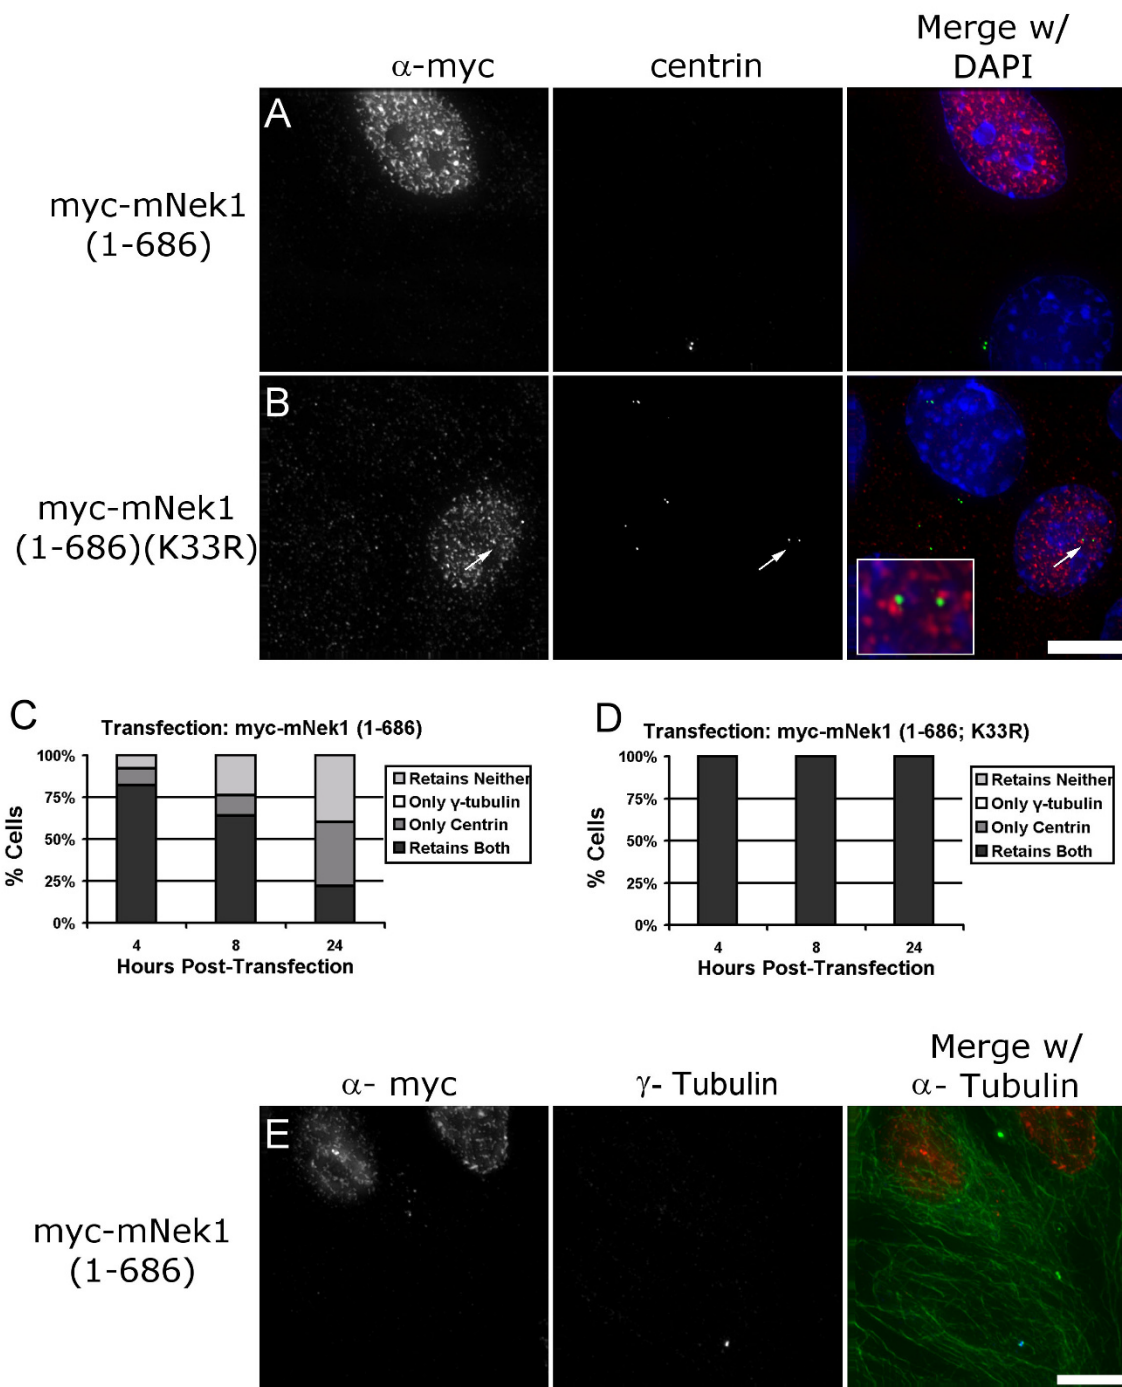 α-myc
centrin
Merge w/
DAPI
A
myc-mNek1
(1-686)
B
myc-mNek1
(1-686)(K33R)
C
Transfection: myc-mNek1 (1-686)
100%
75%
50%
25%
0%
% Cells
4
8
24
Hours Post-Transfection
Retains Neither
Only γ-tubulin
Only Centrin
Retains Both
D
Transfection: myc-mNek1 (1-686; K33R)
100%
75%
50%
25%
0%
% Cells
4
8
24
Hours Post-Transfection
Retains Neither
Only γ-tubulin
Only Centrin
Retains Both
α- myc
γ- Tubulin
Merge w/
α- Tubulin
E
myc-mNek1
(1-686)